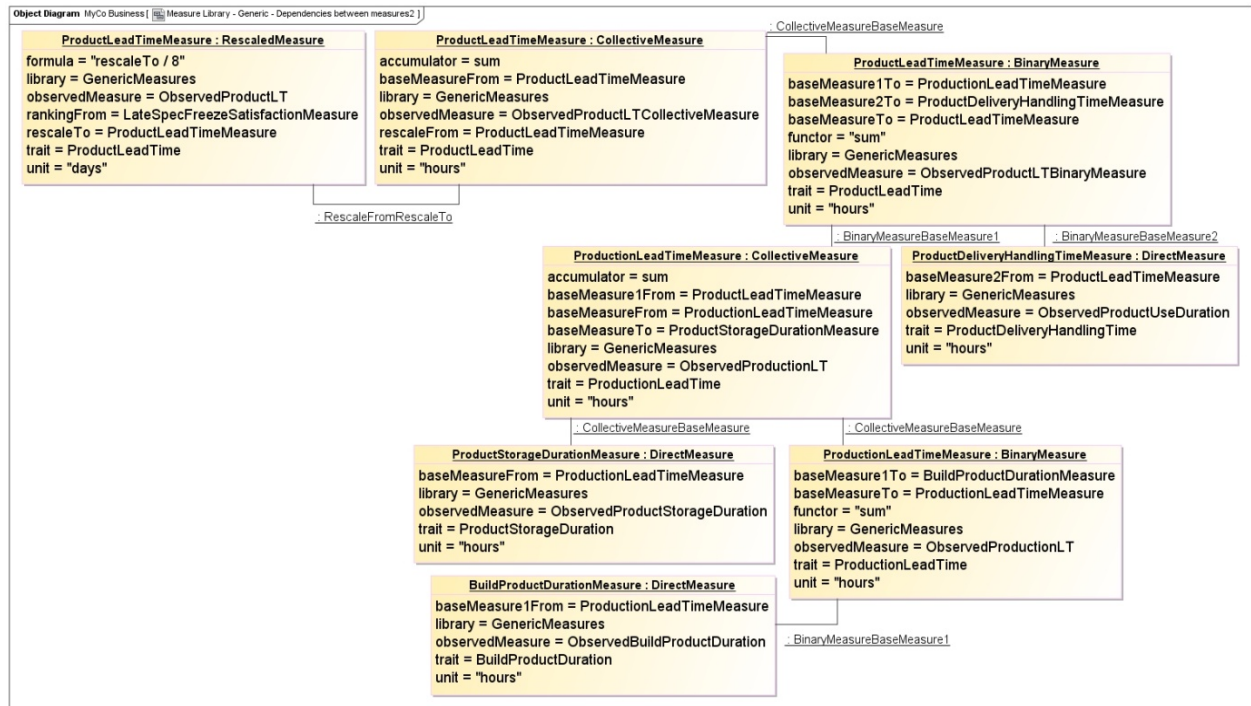 Object Diagram MyCo Business [ Measure Library - Generic - Dependencies between measures2 ]
: CollectiveMeasureBaseMeasure
ProductLeadTimeMeasure : RescaledMeasure
formula = "rescaleTo / 8"
library = GenericMeasures
observedMeasure = ObservedProductLT
rankingFrom = LateSpecFreezeSatisfactionMeasure
rescaleTo = ProductLeadTimeMeasure
trait = ProductLeadTime
unit = "days"
ProductLeadTimeMeasure : CollectiveMeasure
accumulator = sum
baseMeasureFrom = ProductLeadTimeMeasure
library = GenericMeasures
observedMeasure = ObservedProductLTCollectiveMeasure
rescaleFrom = ProductLeadTimeMeasure
trait = ProductLeadTime
unit = "hours"
ProductLeadTimeMeasure : BinaryMeasure
baseMeasure1To = ProductionLeadTimeMeasure
baseMeasure2To = ProductDeliveryHandlingTimeMeasure
baseMeasureTo = ProductLeadTimeMeasure
functor = "sum"
library = GenericMeasures
observedMeasure = ObservedProductLTBinaryMeasure
trait = ProductLeadTime
unit = "hours"
: RescaleFromRescaleTo
: BinaryMeasureBaseMeasure1
: BinaryMeasureBaseMeasure2
ProductionLeadTimeMeasure : CollectiveMeasure
accumulator = sum
baseMeasure1From = ProductLeadTimeMeasure
baseMeasureFrom = ProductionLeadTimeMeasure
baseMeasureTo = ProductStorageDurationMeasure
library = GenericMeasures
observedMeasure = ObservedProductionLT
trait = ProductionLeadTime
unit = "hours"
ProductDeliveryHandlingTimeMeasure : DirectMeasure
baseMeasure2From = ProductLeadTimeMeasure
library = GenericMeasures
observedMeasure = ObservedProductUseDuration
trait = ProductDeliveryHandlingTime
unit = "hours"
: CollectiveMeasureBaseMeasure
: CollectiveMeasureBaseMeasure
ProductStorageDurationMeasure : DirectMeasure
baseMeasureFrom = ProductionLeadTimeMeasure
library = GenericMeasures
observedMeasure = ObservedProductStorageDuration
trait = ProductStorageDuration
unit = "hours"
ProductionLeadTimeMeasure : BinaryMeasure
baseMeasure1To = BuildProductDurationMeasure
baseMeasureTo = ProductionLeadTimeMeasure
functor = "sum"
library = GenericMeasures
observedMeasure = ObservedProductionLT
trait = ProductionLeadTime
unit = "hours"
BuildProductDurationMeasure : DirectMeasure
baseMeasure1From = ProductionLeadTimeMeasure
library = GenericMeasures
observedMeasure = ObservedBuildProductDuration
trait = BuildProductDuration
unit = "hours"
: BinaryMeasureBaseMeasure1